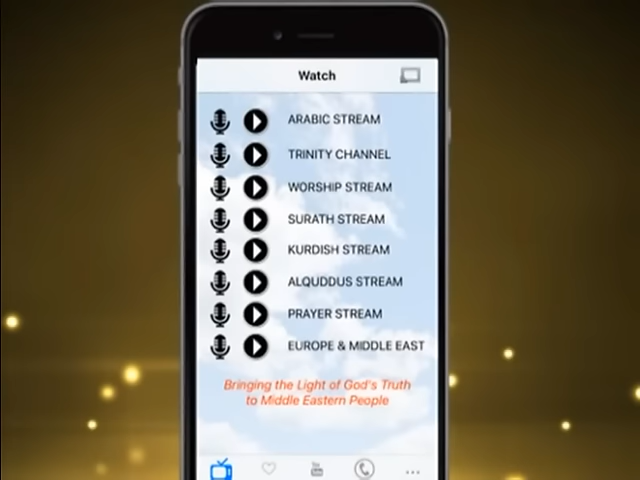 Watch
ARABIC STREAM
TRINITY CHANNEL
WORSHIP STREAM
SURATH STREAM
KURDISH STREAM
ALQUDDUS STREAM
PRAYER STREAM
EUROPE & MIDDLE EAST
Bringing the Light of God's Truth
to Middle Eastern People